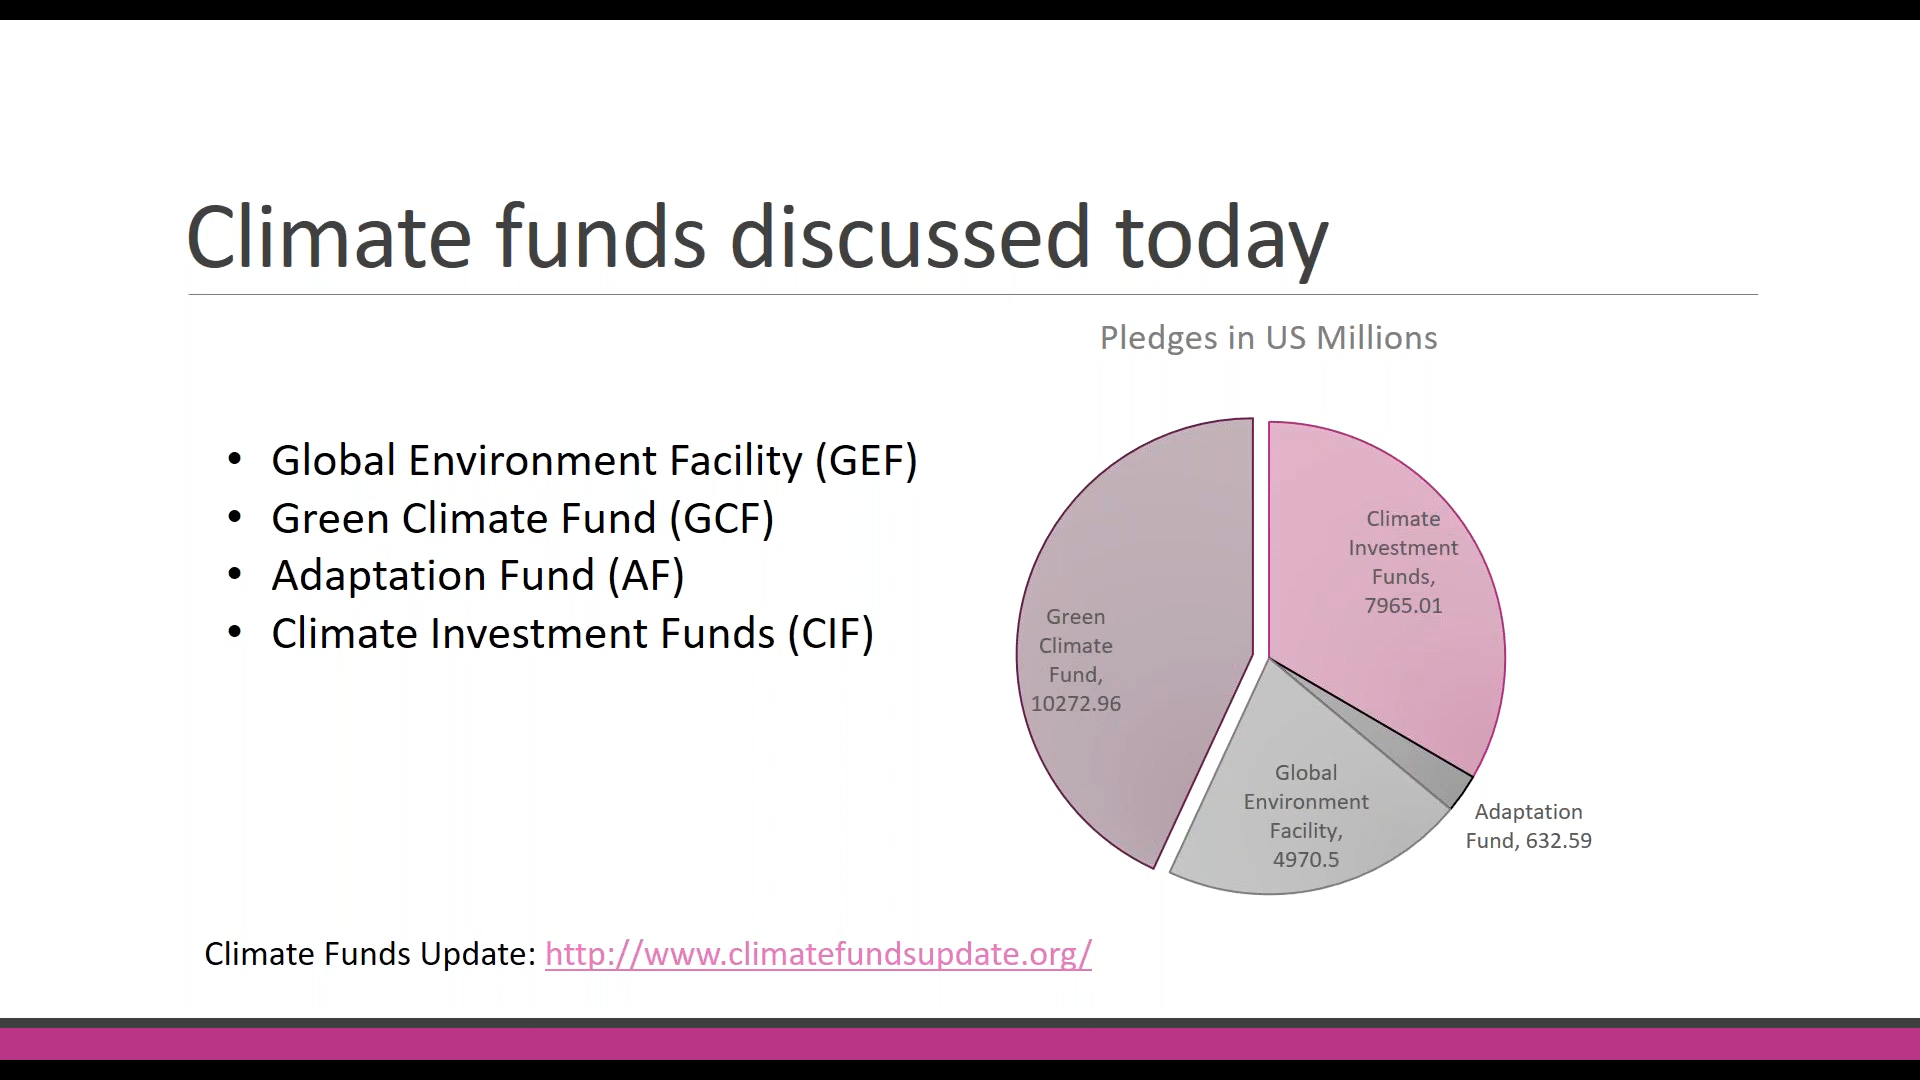 Climate funds discussed today
Pledges in US Millions
• Global Environment Facility (GEF)
• Green Climate Fund (GCF)
• Adaptation Fund (AF)
• Climate Investment Funds (CIF)
Climate
Investment
Funds,
7965.01
Green
Climate
Fund,
10272.96
Global
Environment
Facility,
4970.5
Adaptation
Fund, 632.59
Climate Funds Update: http://www.climatefundsupdate.org/